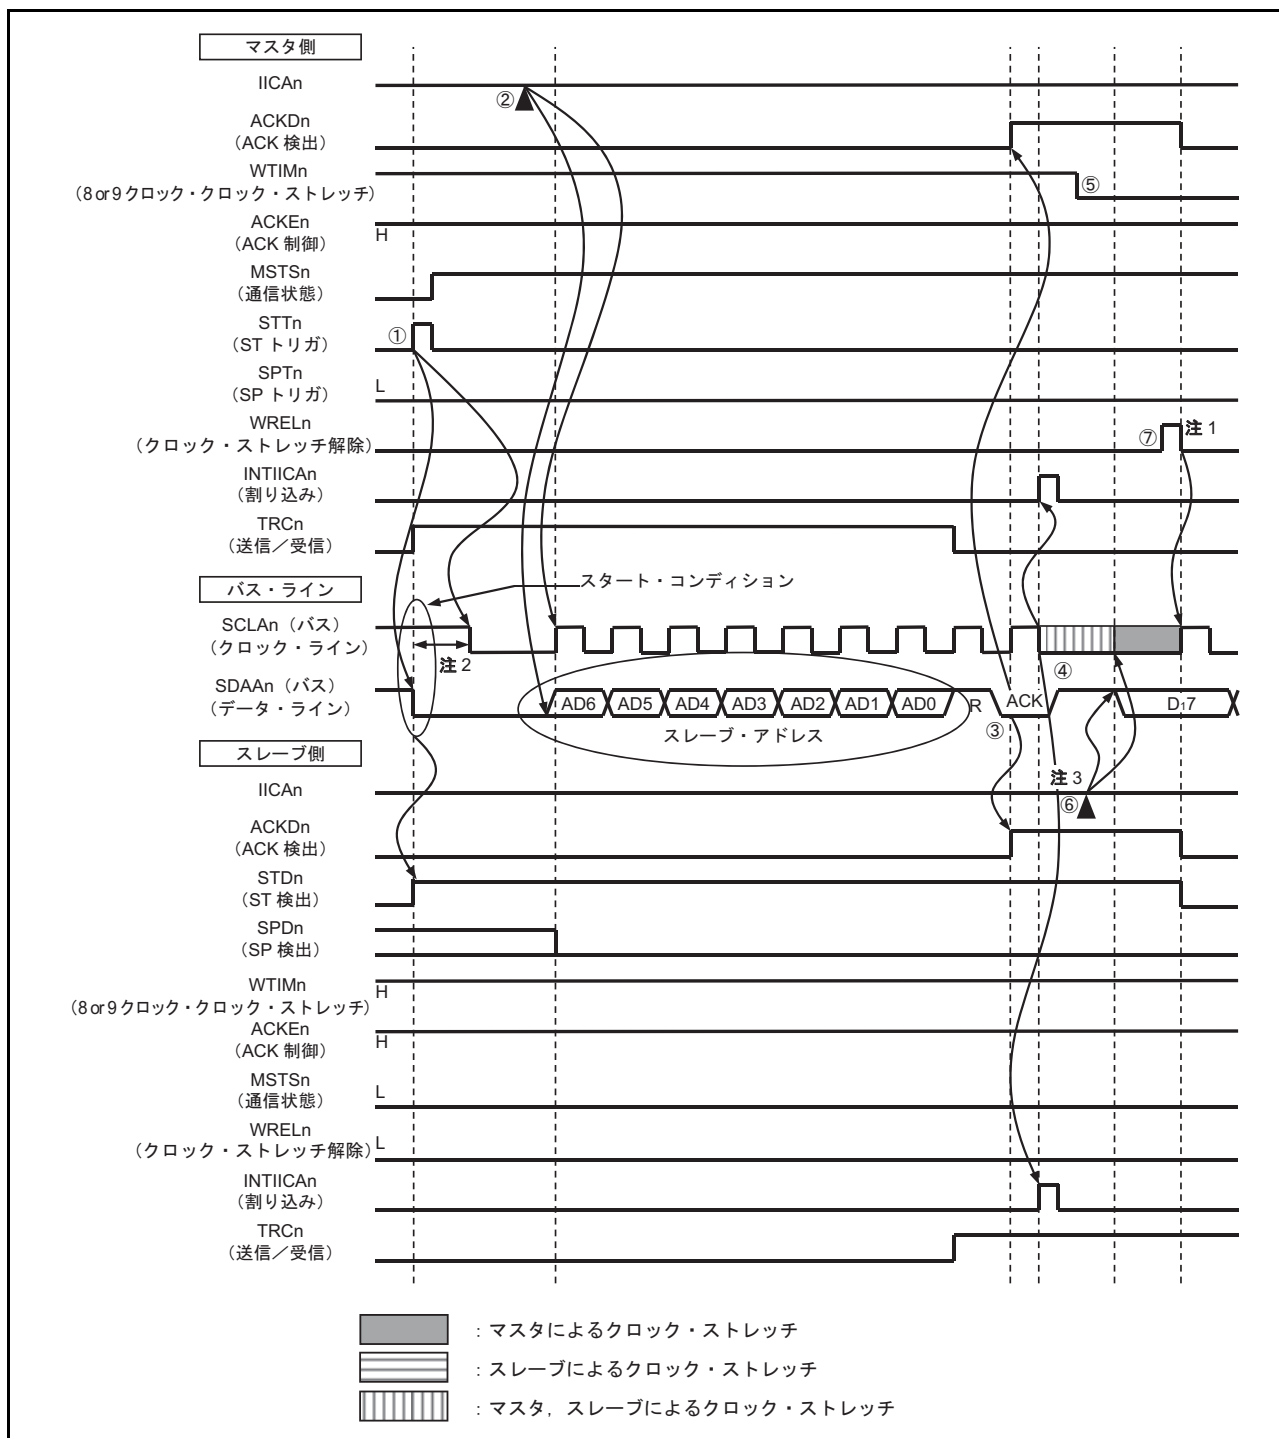 マスタ側
IICAn
②
ACKDn
（ACK 検出）
WTIMn
（8 or 9 クロック・クロック・ストレッチ）
⑤
ACKEn
（ACK 制御）
H
MSTSn
（通信状態）
STTn
（ST トリガ）
①
SPTn
（SP トリガ）
L
WRELn
（クロック・ストレッチ解除）
⑦
注 1
INTIICAn
（割り込み）
TRCn
（送信／受信）
バス・ライン
スタート・コンディション
SCLAn（バス）
（クロック・ライン）
注 2
④
SDAAn（バス）
（データ・ライン）
AD6 AD5 AD4 AD3 AD2 AD1 AD0 R ACK D17
スレーブ・アドレス
③
スレーブ側
注 3
IICAn
⑥
ACKDn
（ACK 検出）
STDn
（ST 検出）
SPDn
（SP 検出）
WTIMn
（8 or 9 クロック・クロック・ストレッチ）
H
ACKEn
（ACK 制御）
H
MSTSn
（通信状態）
L
WRELn
（クロック・ストレッチ解除）
L
INTIICAn
（割り込み）
TRCn
（送信／受信）
: マスタによるクロック・ストレッチ
: スレーブによるクロック・ストレッチ
: マスタ，スレーブによるクロック・ストレッチ